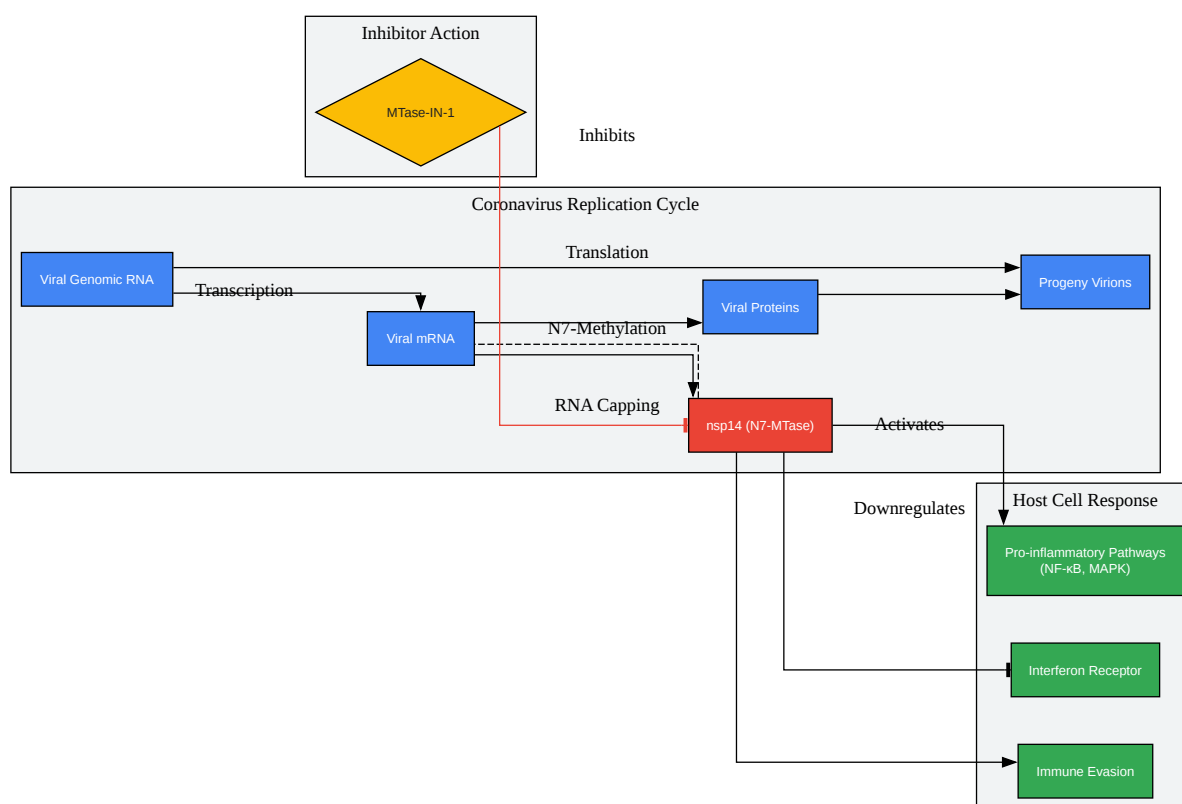 Inhibitor Action
MTase-IN-1
Inhibits
Coronavirus Replication Cycle
Translation
Viral Genomic RNA
Progeny Virions
Transcription
Viral Proteins
N7-Methylation
Viral mRNA
RNA Capping
nsp14 (N7-MTase)
Activates
Host Cell Response
Downregulates
Pro-inflammatory Pathways
(NF-κB, MAPK)
Interferon Receptor
Immune Evasion